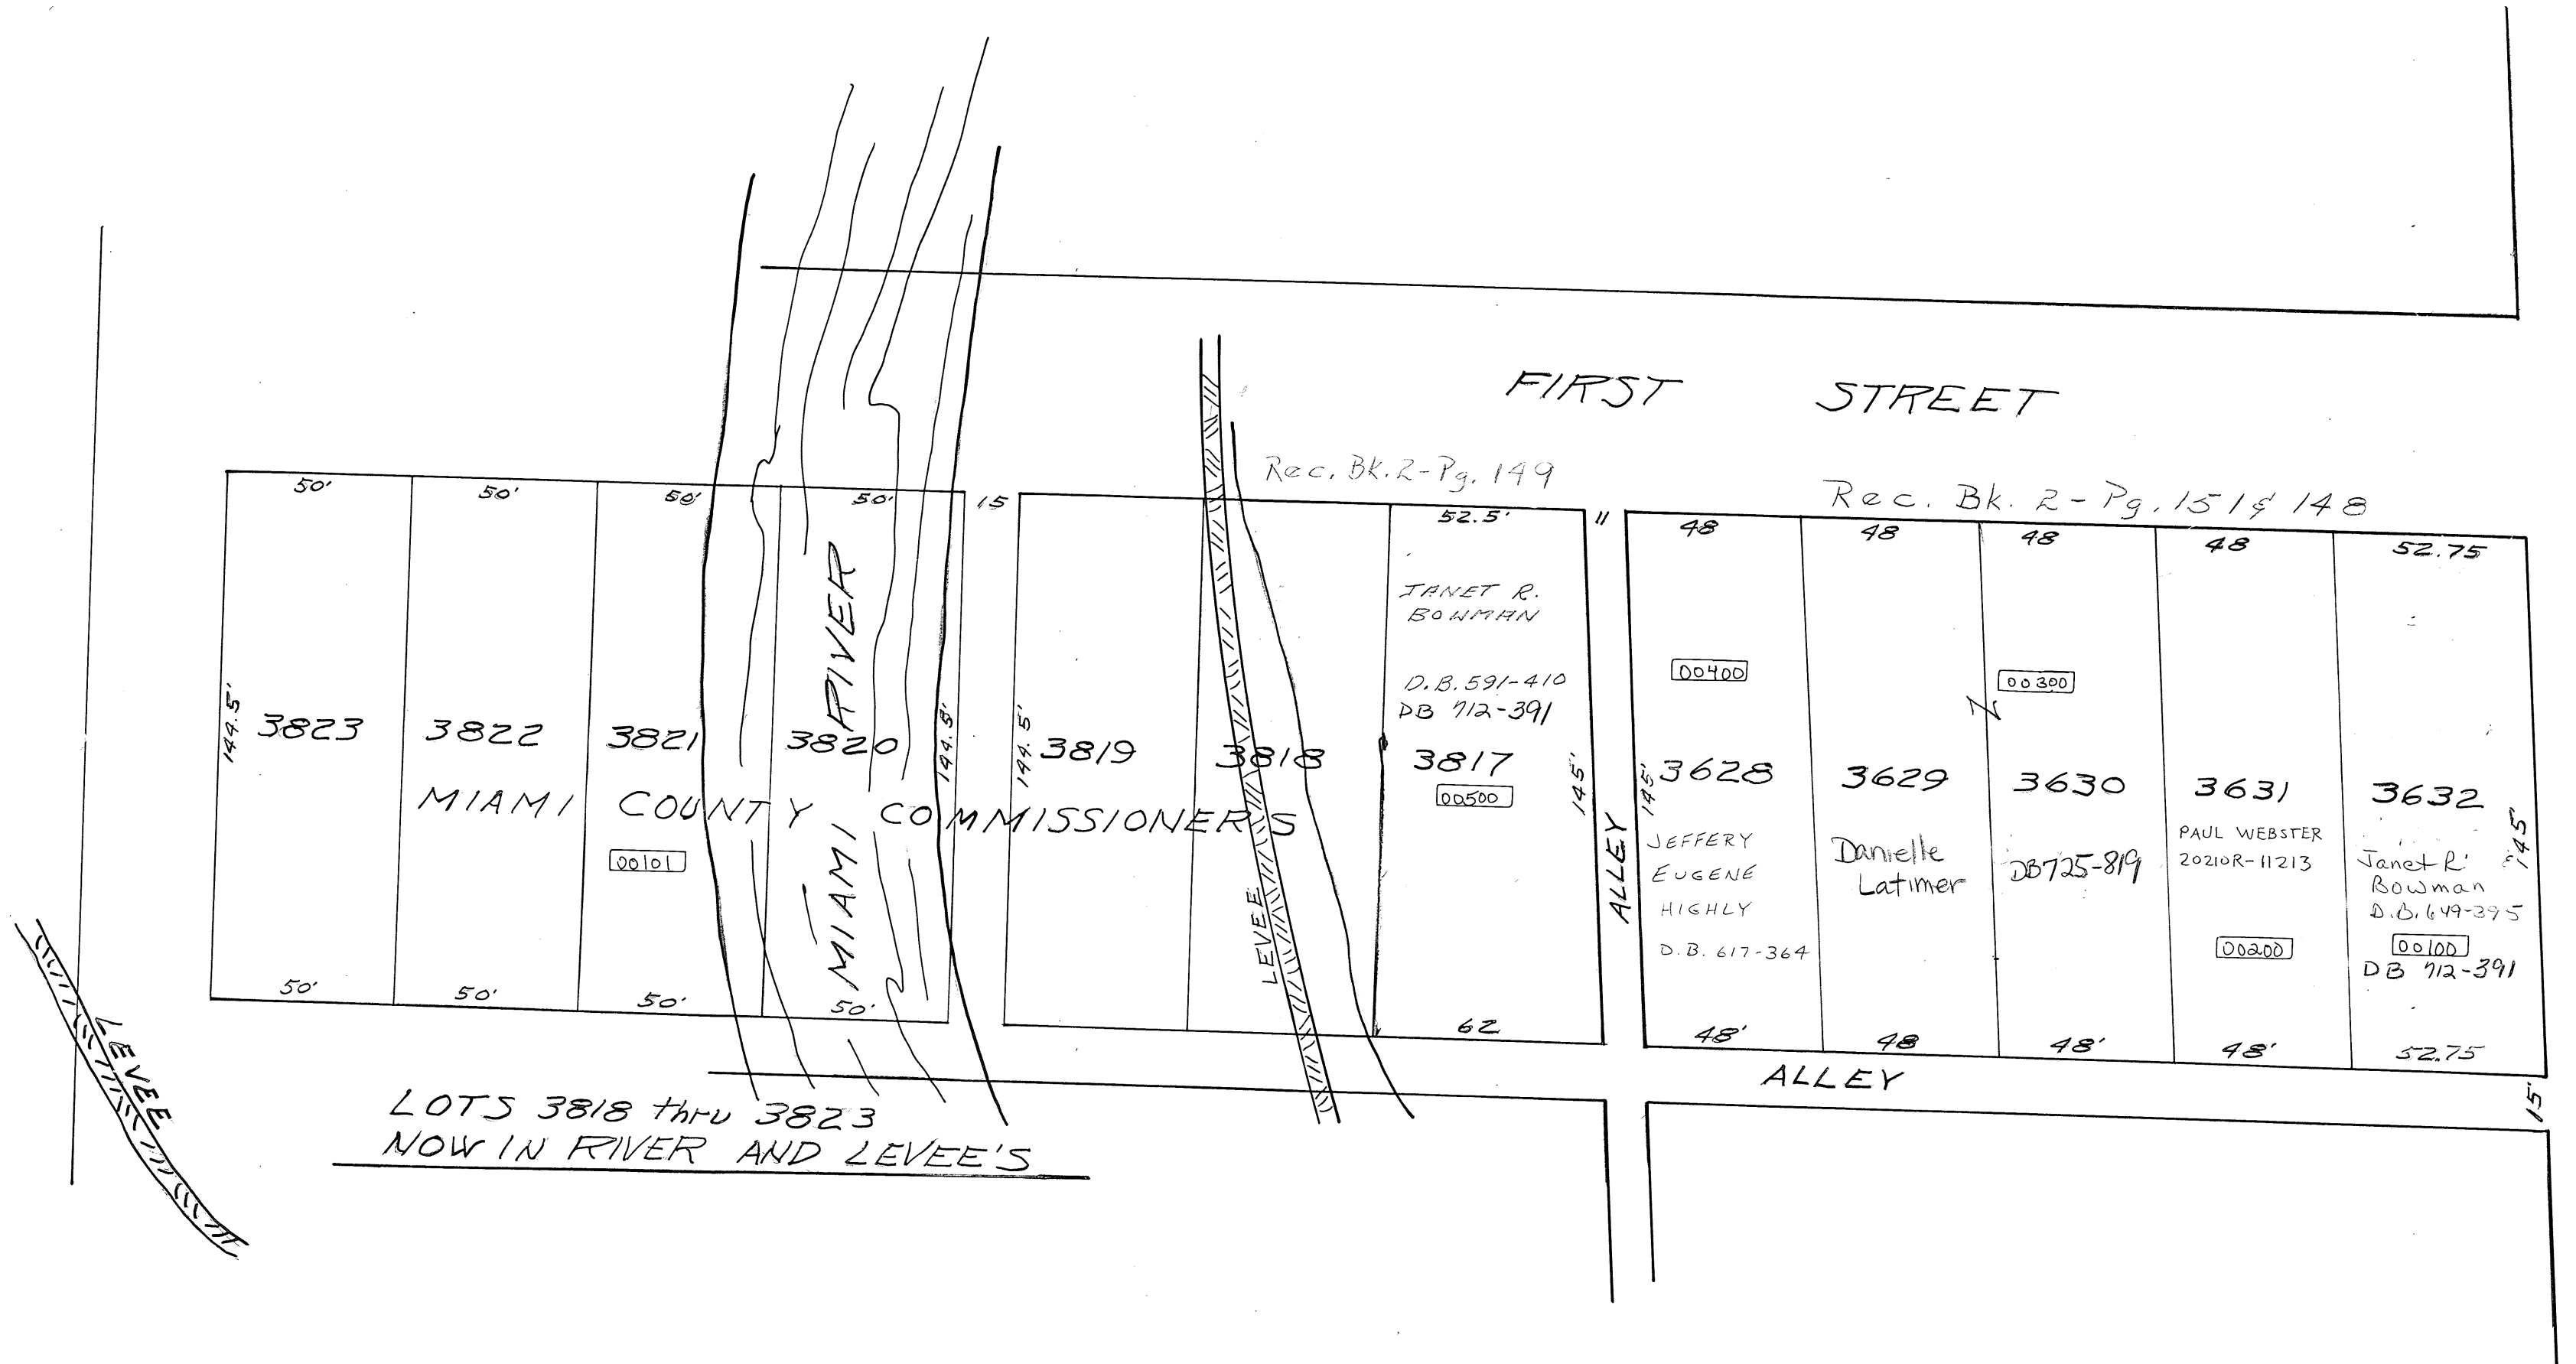 FIRST STREET
Rec. Bk. 2-Pg. 149
Rec. Bk. 2-Pg. 151 & 148
50'
50'
50'
50'
15
52.5'
11
48
48
48
48
52.75
144.5'
3823
3822
3821
3820
144.5'
MIAMI RIVER
144.5'
3819
3818
JANET R.
BOWMAN
D.B. 591-410
DB 712-391
3817
00500
145'
ALLEY
145'
00400
3628
JEFFERY
EUGENE
HIGHLY
D.B. 617-364
3629
Danielle
Latimer
00300
Z
3630
DB725-819
3631
PAUL WEBSTER
2021OR-11213
00200
3632
Janet R.
Bowman
D.B. 649-395
00100
DB 712-391
145'
MIAMI COUNTY COMMISSIONERS
00101
LEVEE
50'
50'
50'
50'
62
48'
48
48'
48'
52.75
ALLEY
15'
LEVEE
LOTS 3818 thru 3823
NOW IN RIVER AND LEVEE'S